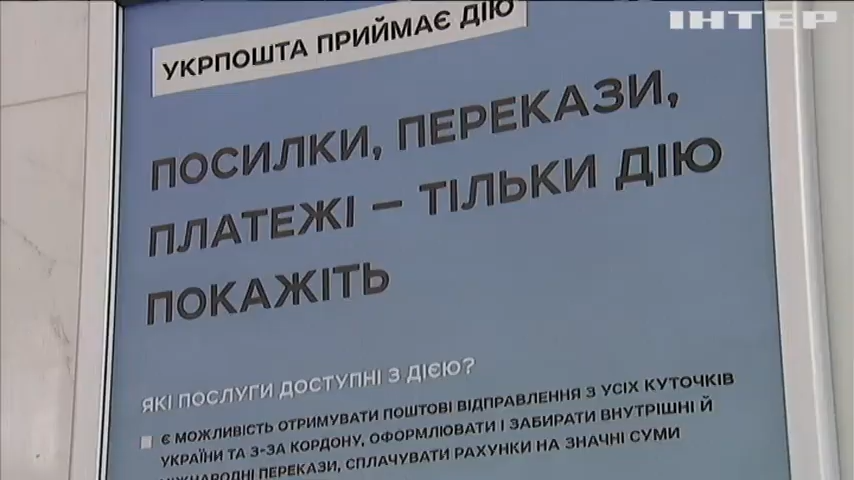 ІНТЕР
УКРПОШТА ПРИЙМАЄ ДІЮ
ПОСИЛКИ, ПЕРЕКАЗИ,
ПЛАТЕЖІ – ТІЛЬКИ ДІЮ
ПОКАЖІТЬ
ЯКІ ПОСЛУГИ ДОСТУПНІ З ДІЄЮ?
Є МОЖЛИВІСТЬ ОТРИМУВАТИ ПОШТОВІ ВІДПРАВЛЕННЯ З УСІХ КУТОЧКІВ
УКРАЇНИ ТА З-ЗА КОРДОНУ, ОФОРМЛЮВАТИ І ЗАБИРАТИ ВНУТРІШНІ Й
МІЖНАРОДНІ ПЕРЕКАЗИ, СПЛАЧУВАТИ РАХУНКИ НА ЗНАЧНІ СУМИ